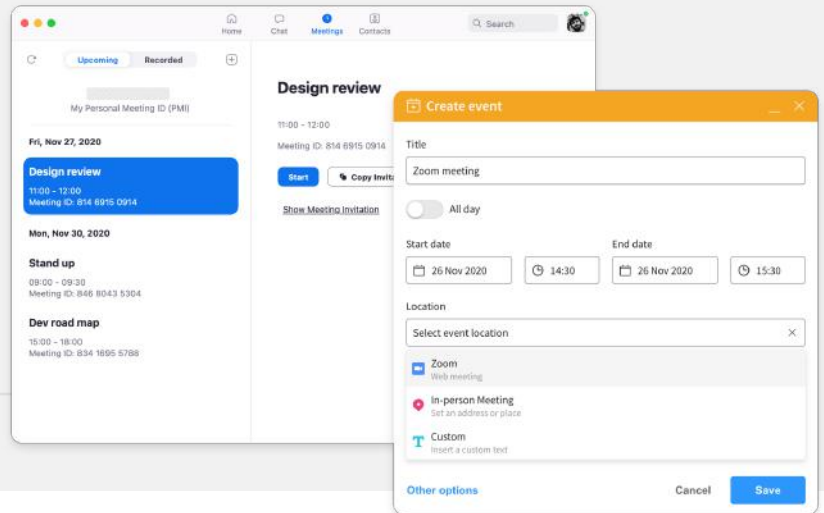 Home
Chat
Meetings
Contacts
Search
Upcoming
Recorded
My Personal Meeting ID (PMI)
Fri, Nov 27, 2020
Design review
11:00 - 12:00
Meeting ID: 814 6915 0914
Mon, Nov 30, 2020
Stand up
09:00 - 09:30
Meeting ID: 846 8043 5304
Dev road map
15:00 - 18:00
Meeting ID: 834 1695 5788
Design review
11:00 - 12:00
Meeting ID: 814 6915 0914
Start
Copy Invita
Show Meeting Invitation
Create event
Title
Zoom meeting
All day
Start date
End date
26 Nov 2020
14:30
26 Nov 2020
15:30
Location
Select event location
Zoom
Web meeting
In-person Meeting
Set an address or place
Custom
Insert a custom text
Other options
Cancel
Save